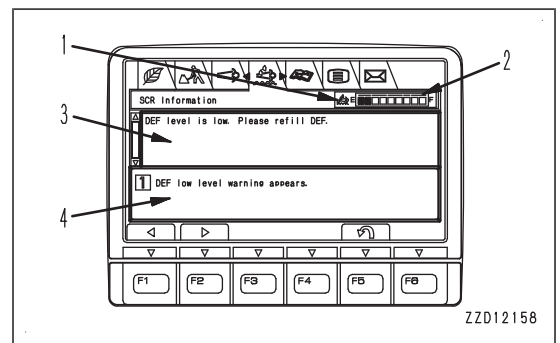 1
2
SCR Information
E F
3
DEF level is low. Please refill DEF.
1 DEF low level warning appears.
4
F1 F2 F3 F4 F5 F6
ZZD12158